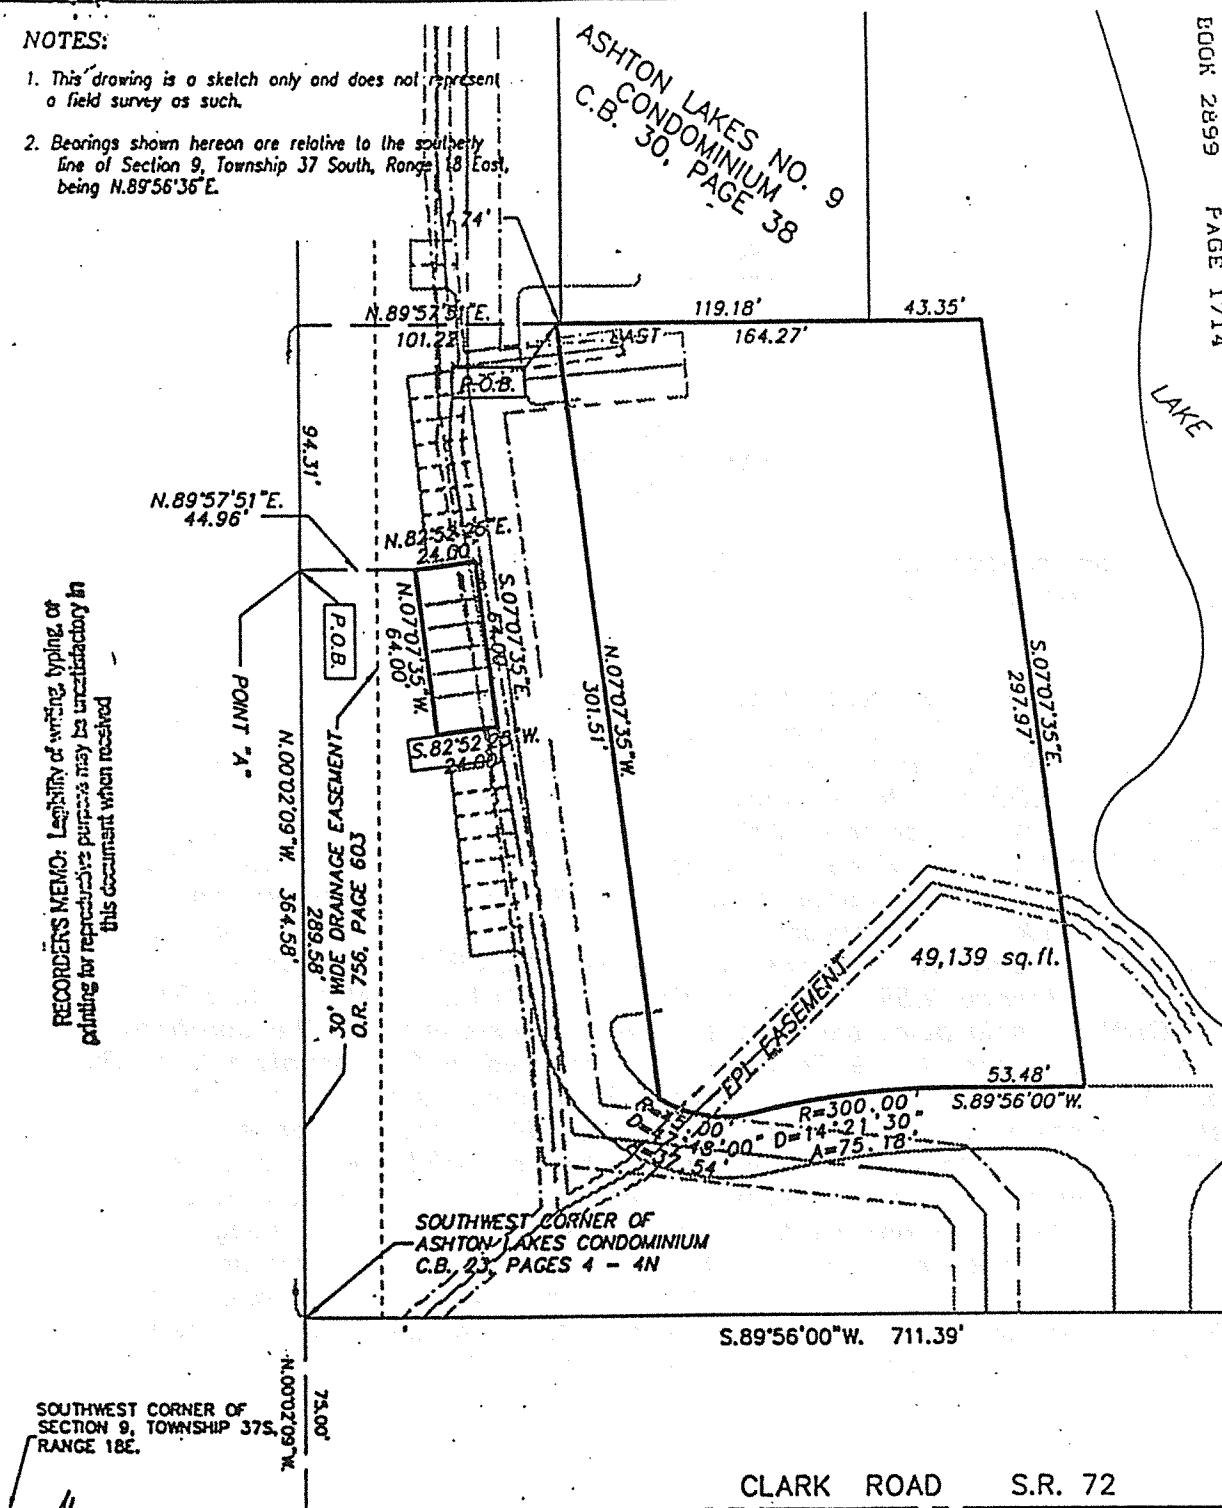 NOTES:
1. This drawing is a sketch only and does not represent
a field survey as such.
2. Bearings shown hereon are relative to the southerly
line of Section 9, Township 37 South, Range 18 East,
being N.89°56'36"E.
ASHTON LAKES NO. 9
CONDOMINIUM
C.B. 30, PAGE 38
BOOK 2899 PAGE 1714
1.74'
N.89°57'51"E.
101.22'
119.18'
43.35'
EAST
164.27'
P.O.B.
LAKE
94.31'
N.89°57'51"E.
44.96'
N.82°52'25"E.
24.00'
P.O.B.
POINT "A"
N.07°07'35"W.
64.00'
S.07°07'35"E.
64.00'
S.82°52'25"W.
24.00'
N.07°07'35"W.
301.51'
S.07°07'35"E.
297.97'
RECORDER'S MEMO: Legibility of writing, typing, or
printing for reproductive purposes may be unsatisfactory in
this document when received
N.00°02'09"W. 364.58'
289.58'
30' WIDE DRAINAGE EASEMENT
O.R. 756, PAGE 603
49,139 sq.ft.
FPL EASEMENT
53.48'
S.89°56'00"W.
R=300.00'
D=14°21'30"
A=75.18'
D=47°48'00"
A=37.54'
SOUTHWEST CORNER OF
ASHTON LAKES CONDOMINIUM
C.B. 23, PAGES 4 - 4N
S.89°56'00"W. 711.39'
N.00°02'09"W.
75.00'
SOUTHWEST CORNER OF
SECTION 9, TOWNSHIP 37S,
RANGE 18E.
CLARK ROAD S.R. 72